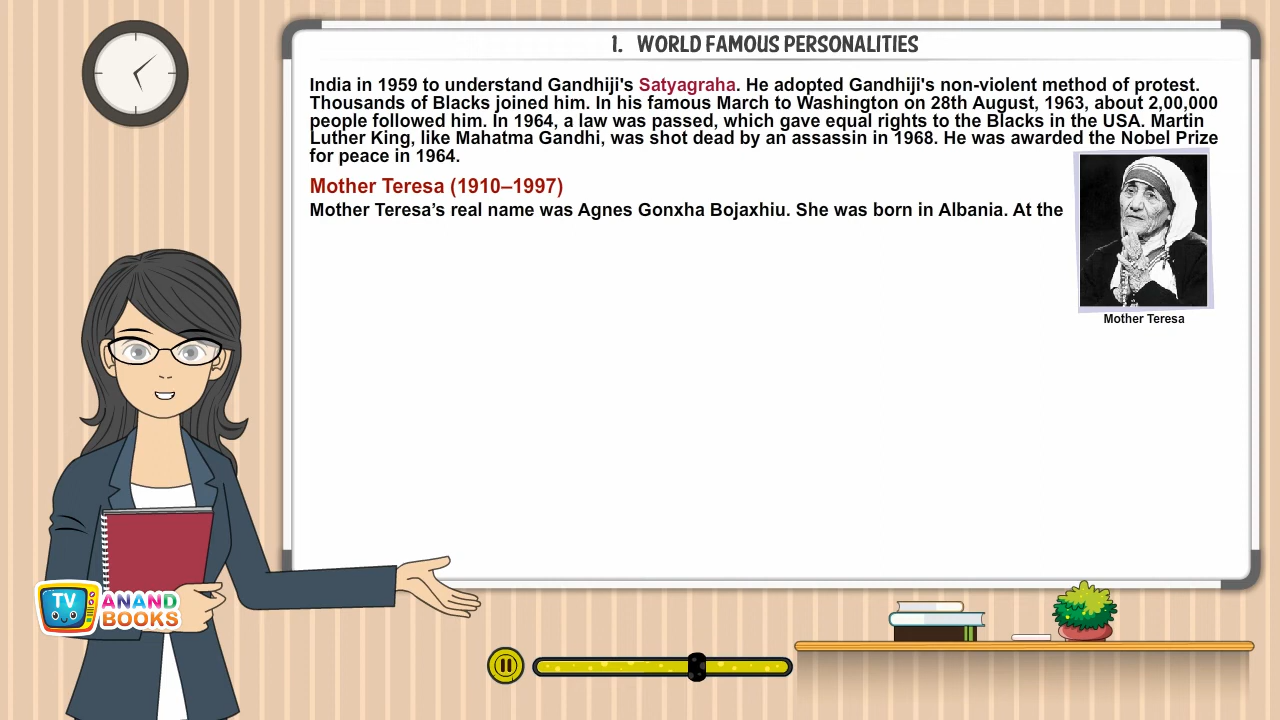 1. WORLD FAMOUS PERSONALITIES
India in 1959 to understand Gandhiji's Satyagraha. He adopted Gandhiji's non-violent method of protest.
Thousands of Blacks joined him. In his famous March to Washington on 28th August, 1963, about 2,00,000
people followed him. In 1964, a law was passed, which gave equal rights to the Blacks in the USA. Martin
Luther King, like Mahatma Gandhi, was shot dead by an assassin in 1968. He was awarded the Nobel Prize
for peace in 1964.
Mother Teresa (1910–1997)
Mother Teresa’s real name was Agnes Gonxha Bojaxhiu. She was born in Albania. At the
Mother Teresa
TV
ANAND
BOOKS